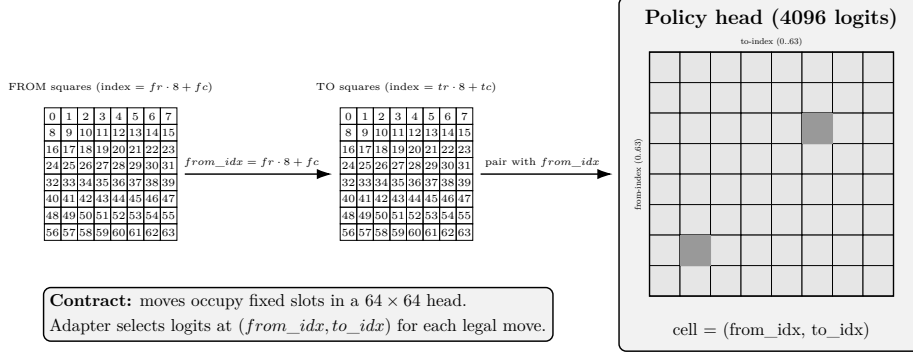 FROM squares (index = fr · 8 + fc)
0 1 2 3 4 5 6 7
8 9 10 11 12 13 14 15
16 17 18 19 20 21 22 23
24 25 26 27 28 29 30 31
32 33 34 35 36 37 38 39
40 41 42 43 44 45 46 47
48 49 50 51 52 53 54 55
56 57 58 59 60 61 62 63
from_idx = fr · 8 + fc
TO squares (index = tr · 8 + tc)
0 1 2 3 4 5 6 7
8 9 10 11 12 13 14 15
16 17 18 19 20 21 22 23
24 25 26 27 28 29 30 31
32 33 34 35 36 37 38 39
40 41 42 43 44 45 46 47
48 49 50 51 52 53 54 55
56 57 58 59 60 61 62 63
pair with from_idx
Policy head (4096 logits)
to-index (0..63)
from-index (0..63)
cell = (from_idx, to_idx)
Contract: moves occupy fixed slots in a 64 × 64 head.
Adapter selects logits at (from_idx, to_idx) for each legal move.